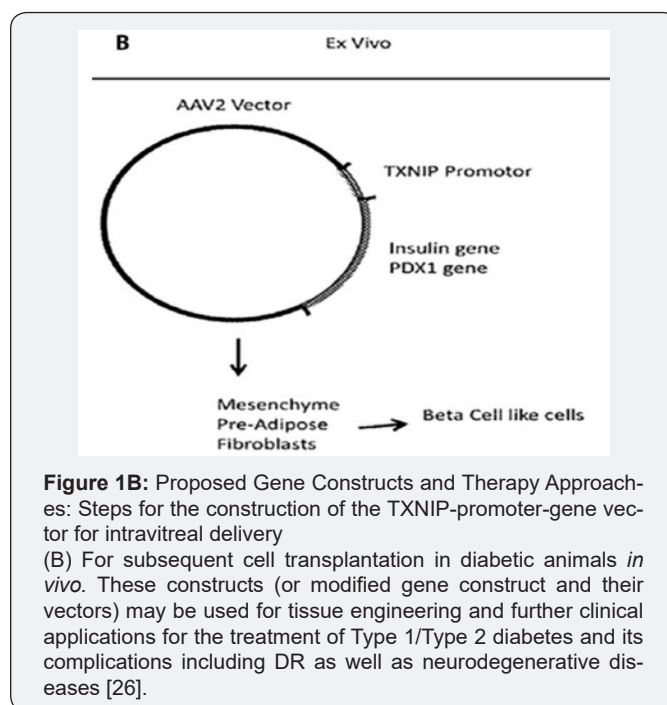 B
Ex Vivo
AAV2 Vector
TXNIP Promotor
Insulin gene
PDX1 gene
Mesenchyme
Pre-Adipose
Fibroblasts
Beta Cell like cells
Figure 1B: Proposed Gene Constructs and Therapy Approach-
es: Steps for the construction of the TXNIP-promoter-gene vec-
tor for intravitreal delivery
(B) For subsequent cell transplantation in diabetic animals in
vivo. These constructs (or modified gene construct and their
vectors) may be used for tissue engineering and further clinical
applications for the treatment of Type 1/Type 2 diabetes and its
complications including DR as well as neurodegenerative dis-
eases [26].